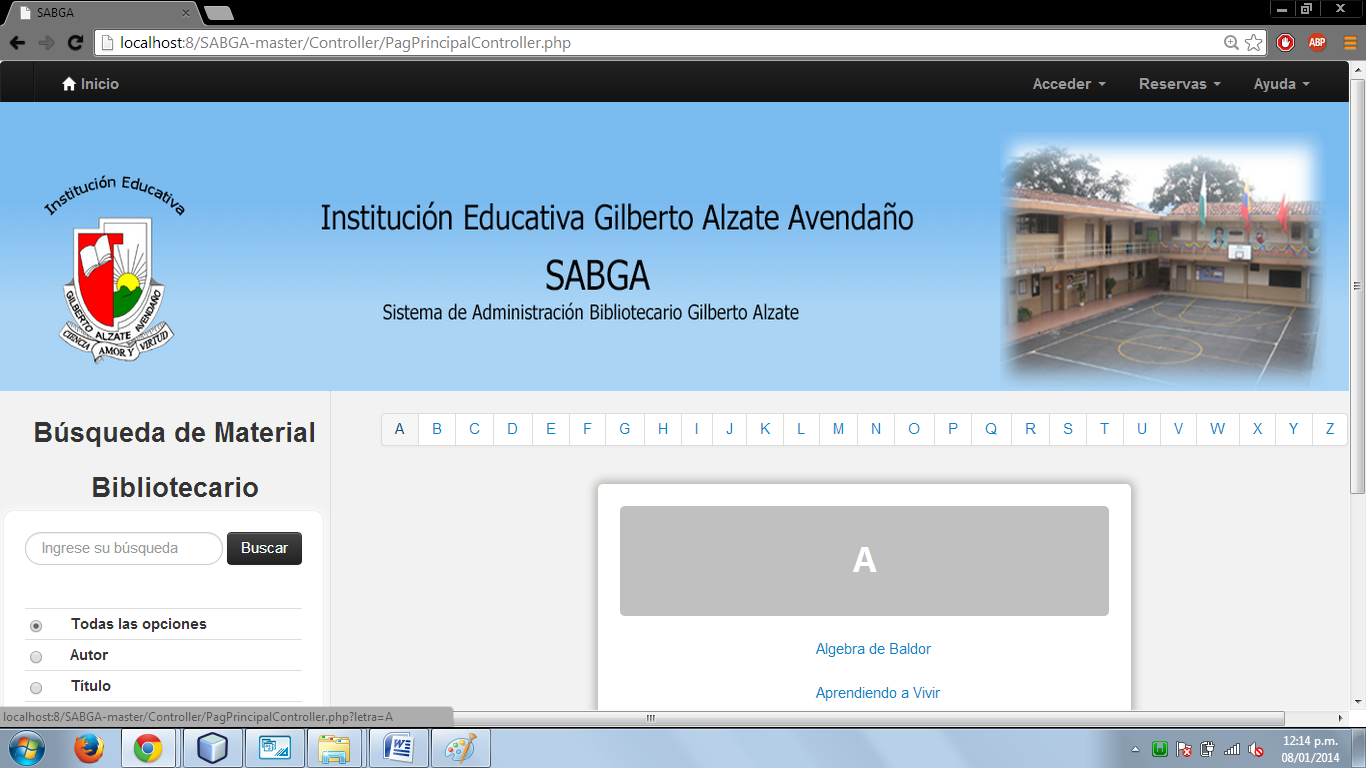 SABGA
localhost:8/SABGA-master/Controller/PagPrincipalController.php
ABP
Inicio
Acceder
Reservas
Ayuda
Institución Educativa
GILBERTO ALZATE AVENDAÑO
CIENCIA AMOR Y VIRTUD
Institución Educativa Gilberto Alzate Avendaño
SABGA
Sistema de Administración Bibliotecario Gilberto Alzate
Búsqueda de Material
Bibliotecario
Ingrese su búsqueda
Buscar
Todas las opciones
Autor
Título
A B C D E F G H I J K L M N O P Q R S T U V W X Y Z
A
Algebra de Baldor
Aprendiendo a Vivir
localhost:8/SABGA-master/Controller/PagPrincipalController.php?letra=A
12:14 p.m.
08/01/2014